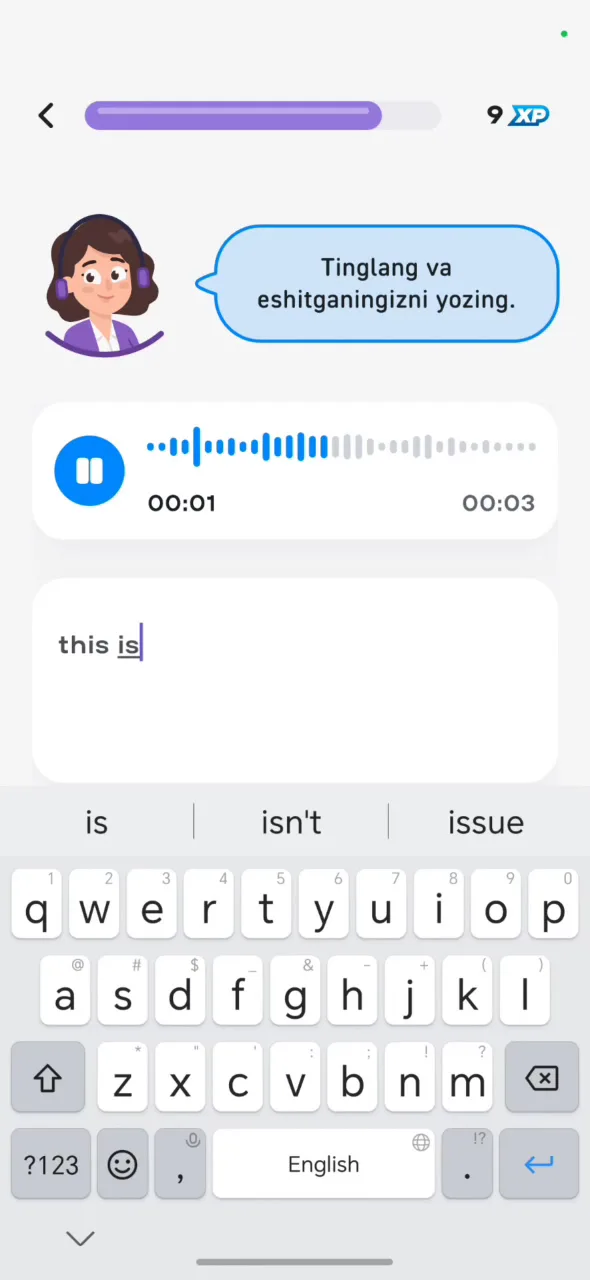 9 XP
Tinglang va
eshitganingizni yozing.
00:01 00:03
this is
is isn't issue
1 2 3 4 5 6 7 8 9 0
q w e r t y u i o p
@ # $ _ & - + ( )
a s d f g h j k l
* " ' : ; ! ?
z x c v b n m
?123 , English . !?